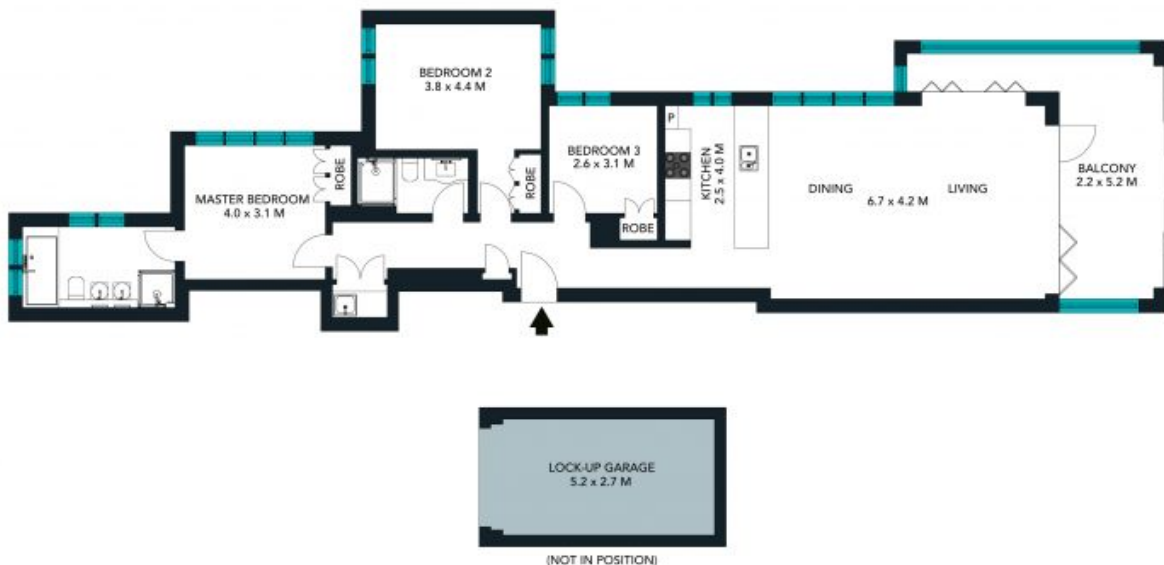 BEDROOM 2
3.8 x 4.4 M
P
BEDROOM 3
2.6 x 3.1 M
KITCHEN
2.5 x 4.0 M
ROBE
ROBE
ROBE
MASTER BEDROOM
4.0 x 3.1 M
DINING
LIVING
6.7 x 4.2 M
BALCONY
2.2 x 5.2 M
LOCK-UP GARAGE
5.2 x 2.7 M
(NOT IN POSITION)